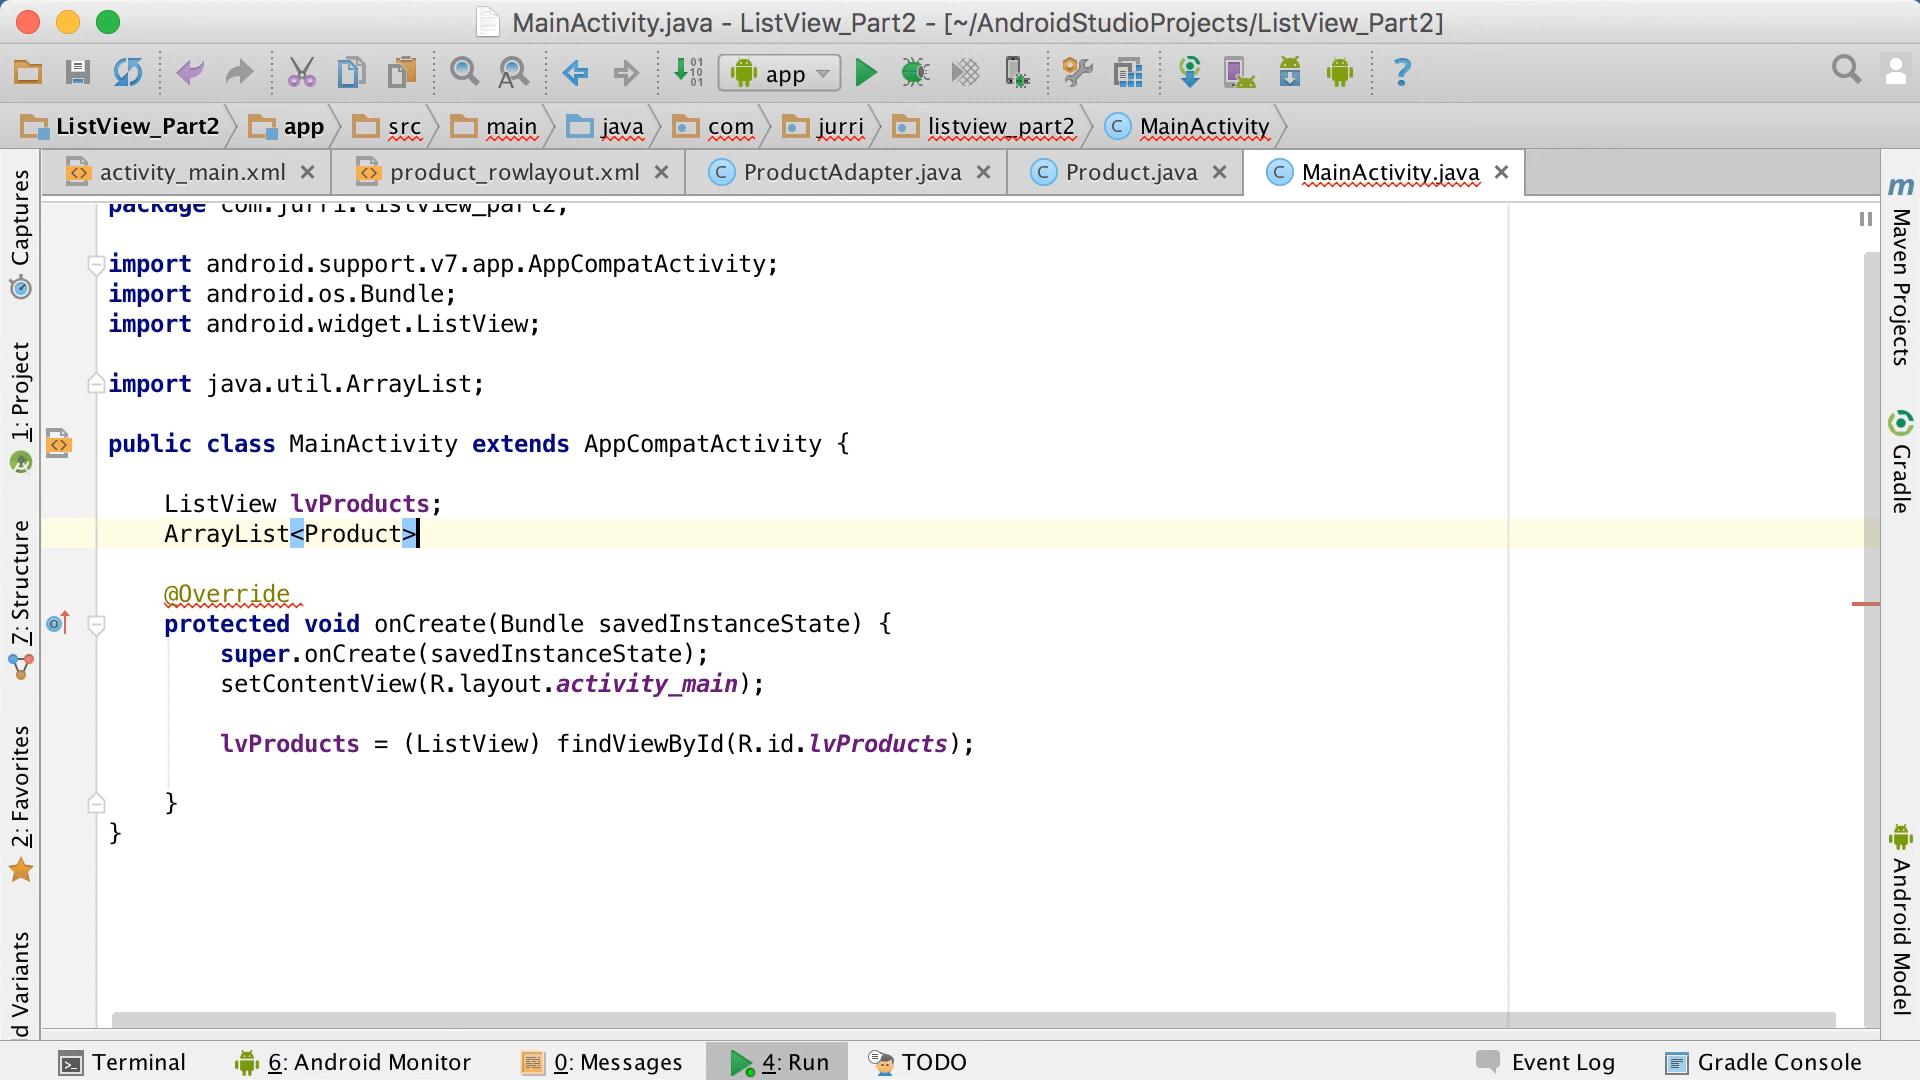 MainActivity.java - ListView_Part2 - [~/AndroidStudioProjects/ListView_Part2]
app
ListView_Part2 app src main java com jurri listview_part2 MainActivity
activity_main.xml product_rowlayout.xml ProductAdapter.java Product.java MainActivity.java
package com.jurri.listview_part2;
import android.support.v7.app.AppCompatActivity;
import android.os.Bundle;
import android.widget.ListView;
import java.util.ArrayList;
public class MainActivity extends AppCompatActivity {
ListView lvProducts;
ArrayList<Product>
@Override
protected void onCreate(Bundle savedInstanceState) {
super.onCreate(savedInstanceState);
setContentView(R.layout.activity_main);
lvProducts = (ListView) findViewById(R.id.lvProducts);
}
}
Captures
1: Project
7: Structure
2: Favorites
d Variants
Maven Projects
Gradle
Android Model
Terminal 6: Android Monitor 0: Messages 4: Run TODO Event Log Gradle Console